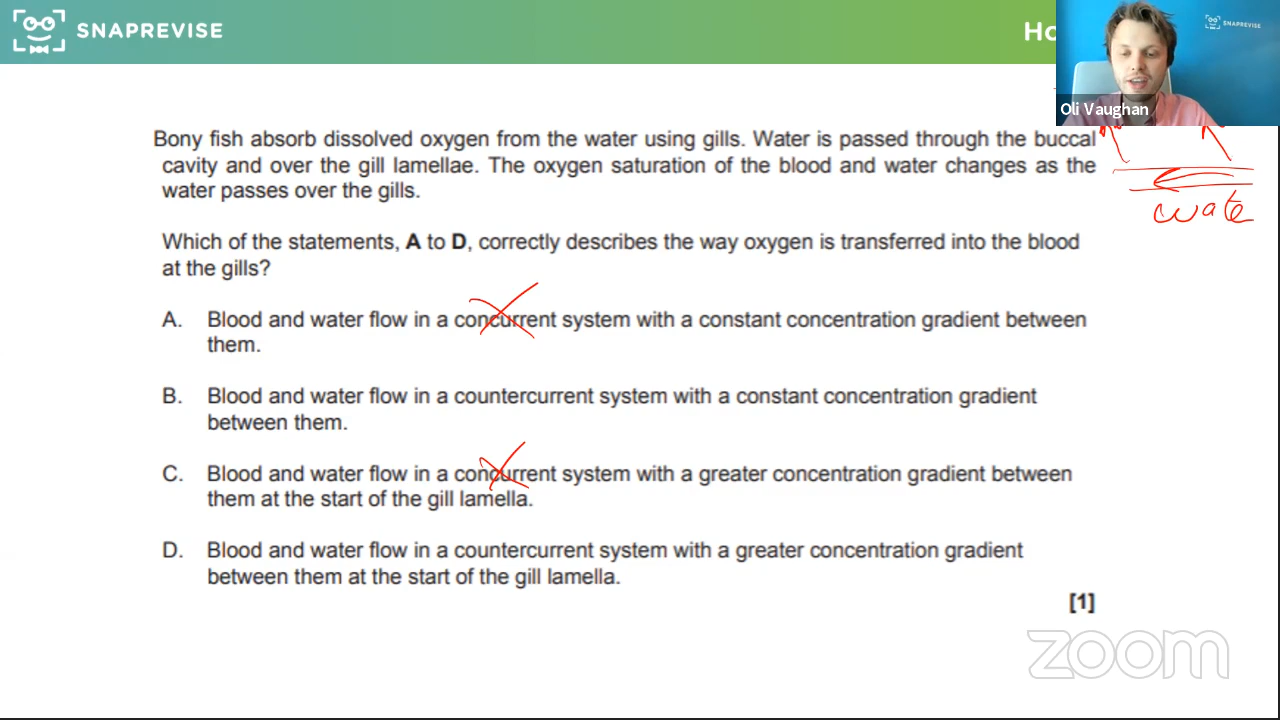 SNAPREVISE
Ho
SNAPREVISE
Oli Vaughan
Bony fish absorb dissolved oxygen from the water using gills. Water is passed through the buccal
cavity and over the gill lamellae. The oxygen saturation of the blood and water changes as the
water passes over the gills.
wate
Which of the statements, A to D, correctly describes the way oxygen is transferred into the blood
at the gills?
A. Blood and water flow in a concurrent system with a constant concentration gradient between
them.
B. Blood and water flow in a countercurrent system with a constant concentration gradient
between them.
C. Blood and water flow in a concurrent system with a greater concentration gradient between
them at the start of the gill lamella.
D. Blood and water flow in a countercurrent system with a greater concentration gradient
between them at the start of the gill lamella.
[1]
zoom